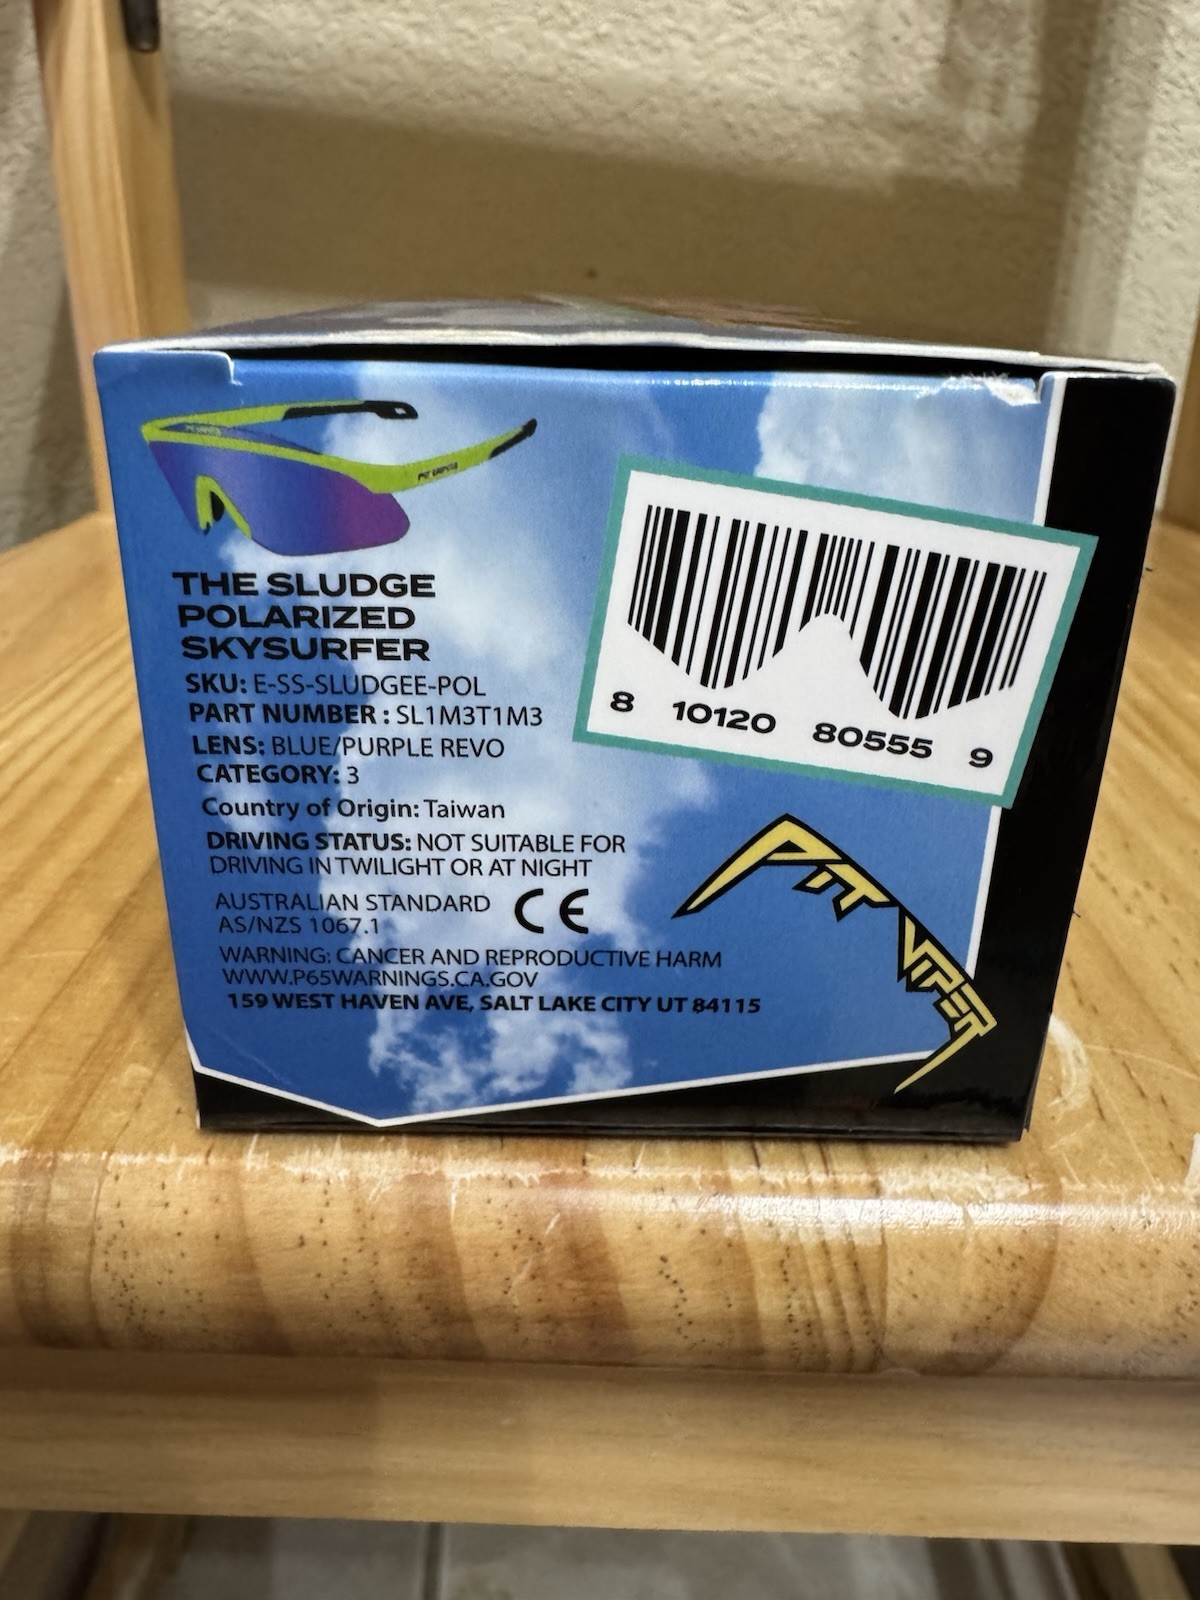 THE SLUDGE
POLARIZED
SKYSURFER
SKU: E-SS-SLUDGEE-POL
PART NUMBER : SL1M3T1M3
LENS: BLUE/PURPLE REVO
CATEGORY: 3
Country of Origin: Taiwan
DRIVING STATUS: NOT SUITABLE FOR
DRIVING IN TWILIGHT OR AT NIGHT
AUSTRALIAN STANDARD
AS/NZS 1067.1
CE
WARNING: CANCER AND REPRODUCTIVE HARM
WWW.P65WARNINGS.CA.GOV
159 WEST HAVEN AVE, SALT LAKE CITY UT 84115
8 10120 80555 9
PIT VIPER